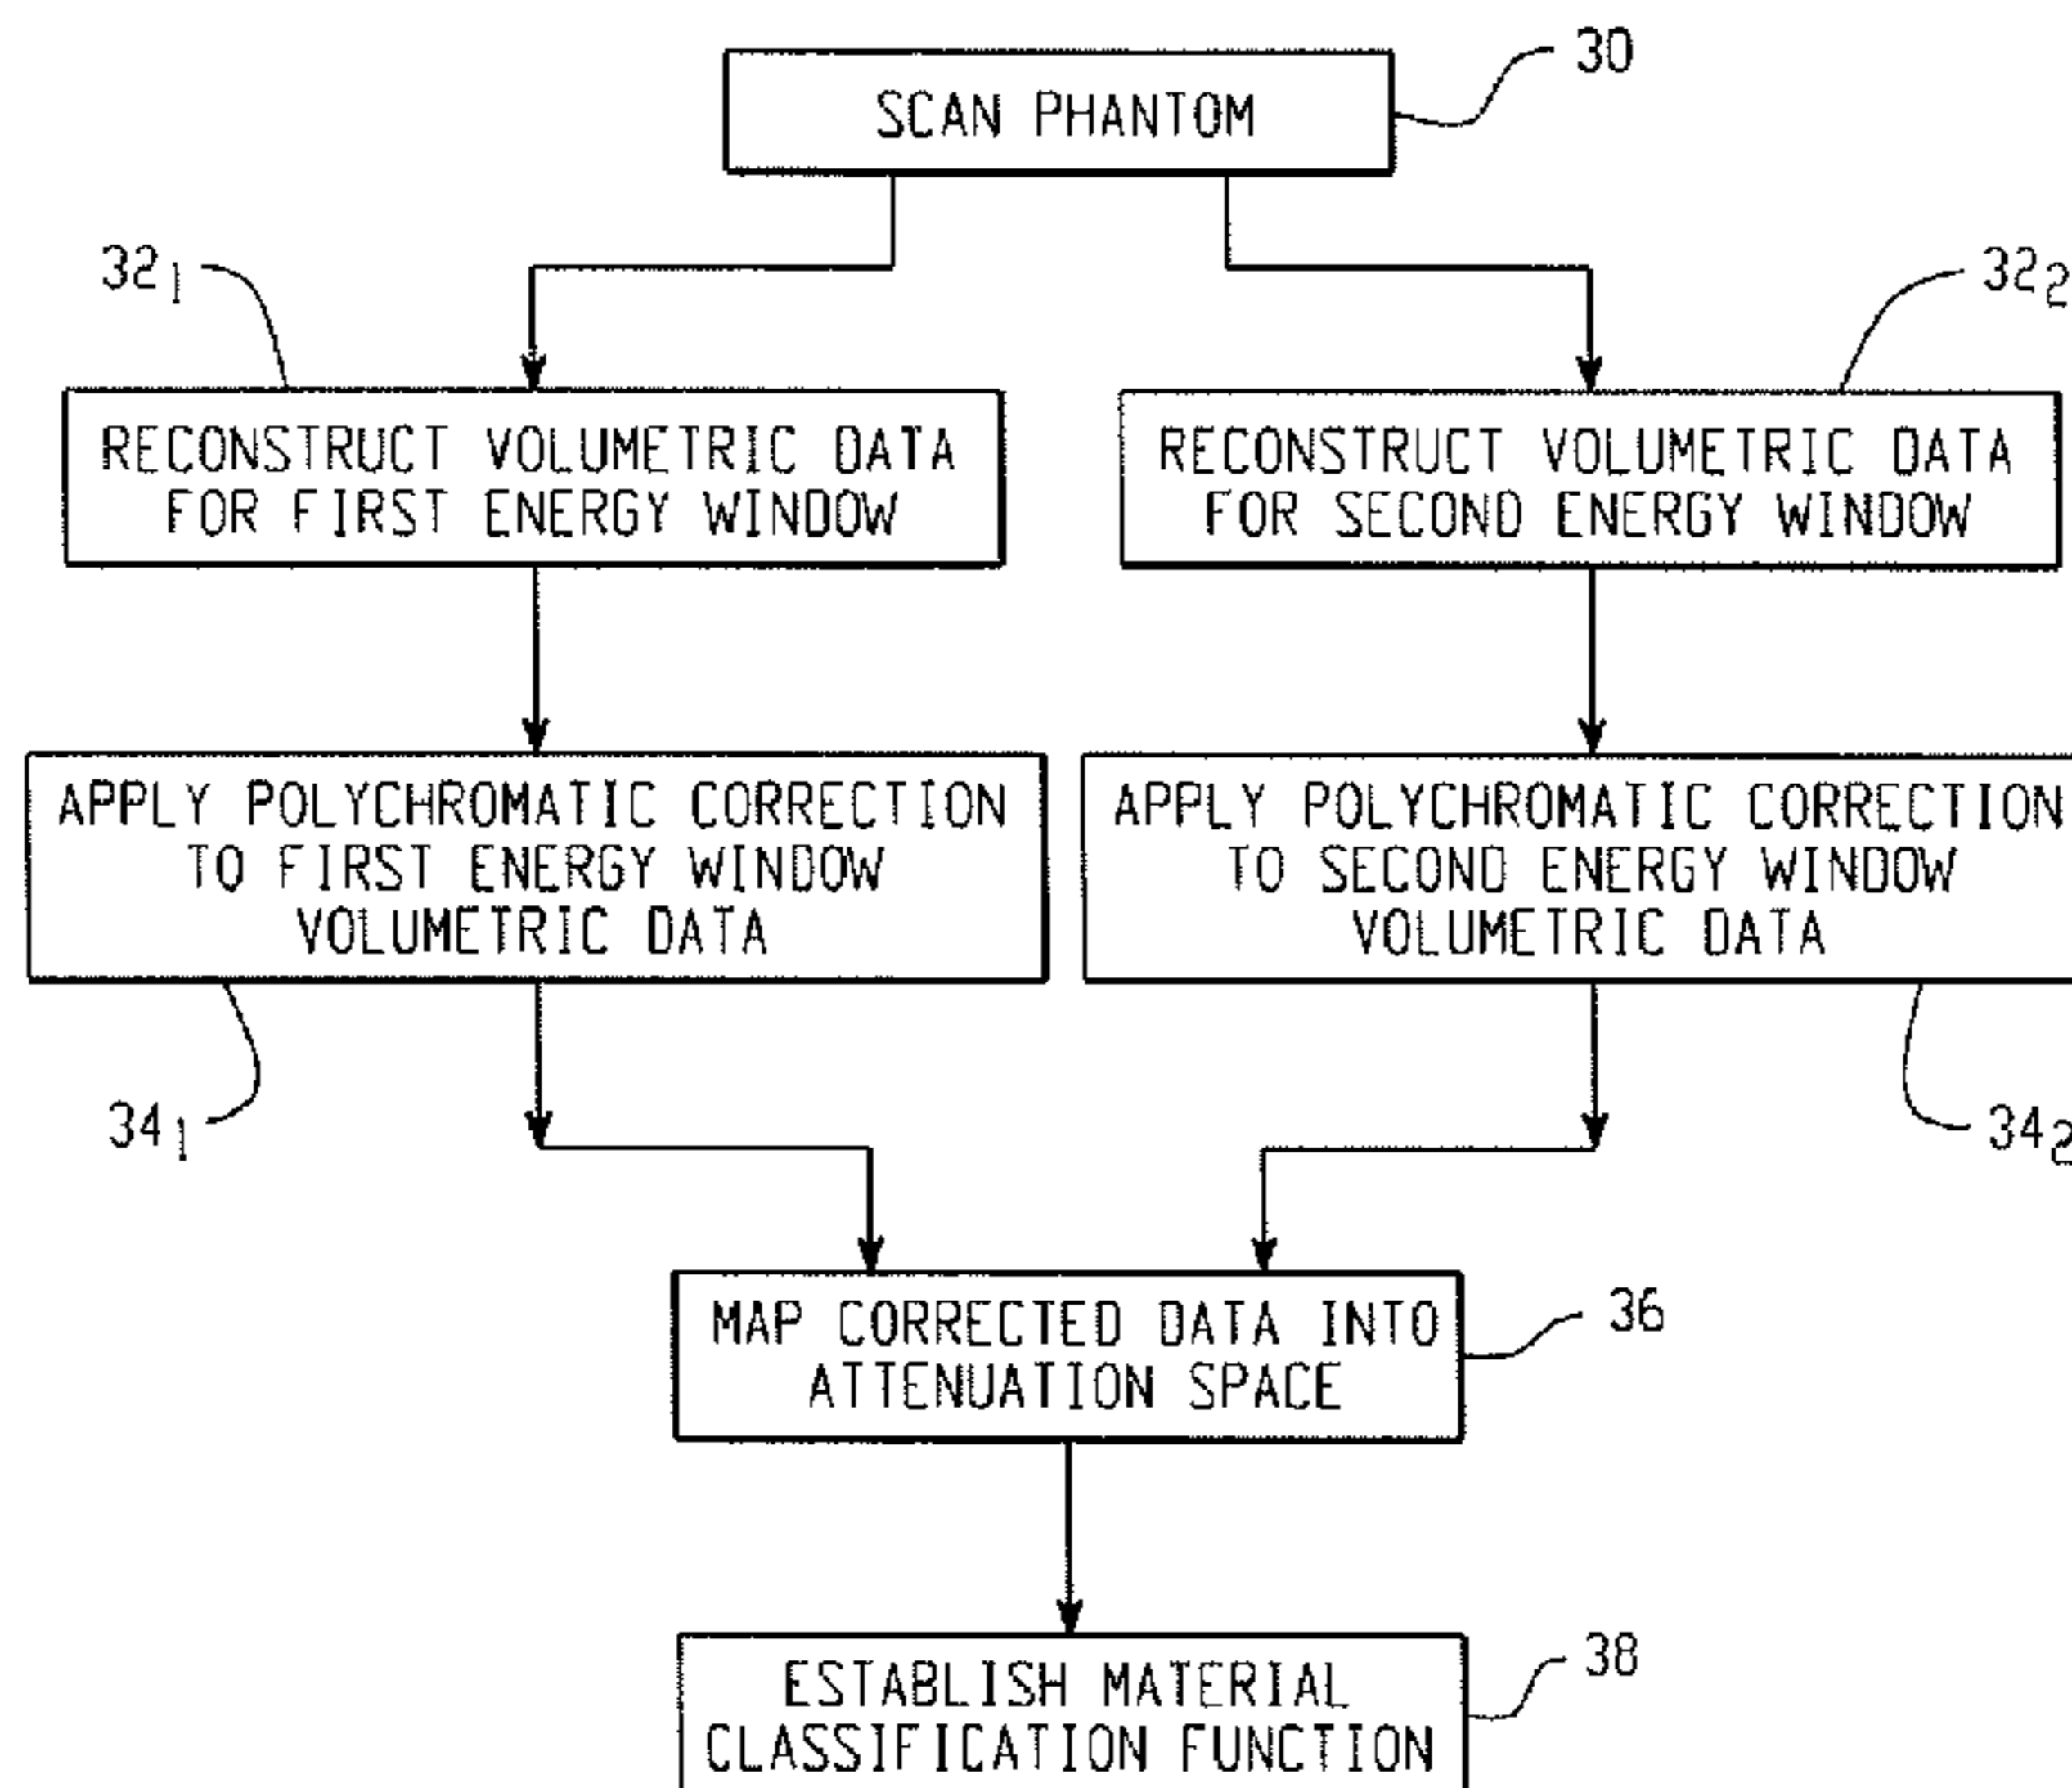 SCAN PHANTOM
30
32₁
32₂
RECONSTRUCT VOLUMETRIC DATA
FOR FIRST ENERGY WINDOW
RECONSTRUCT VOLUMETRIC DATA
FOR SECOND ENERGY WINDOW
APPLY POLYCHROMATIC CORRECTION
TO FIRST ENERGY WINDOW
VOLUMETRIC DATA
APPLY POLYCHROMATIC CORRECTION
TO SECOND ENERGY WINDOW
VOLUMETRIC DATA
34₁
34₂
MAP CORRECTED DATA INTO
ATTENUATION SPACE
36
ESTABLISH MATERIAL
CLASSIFICATION FUNCTION
38